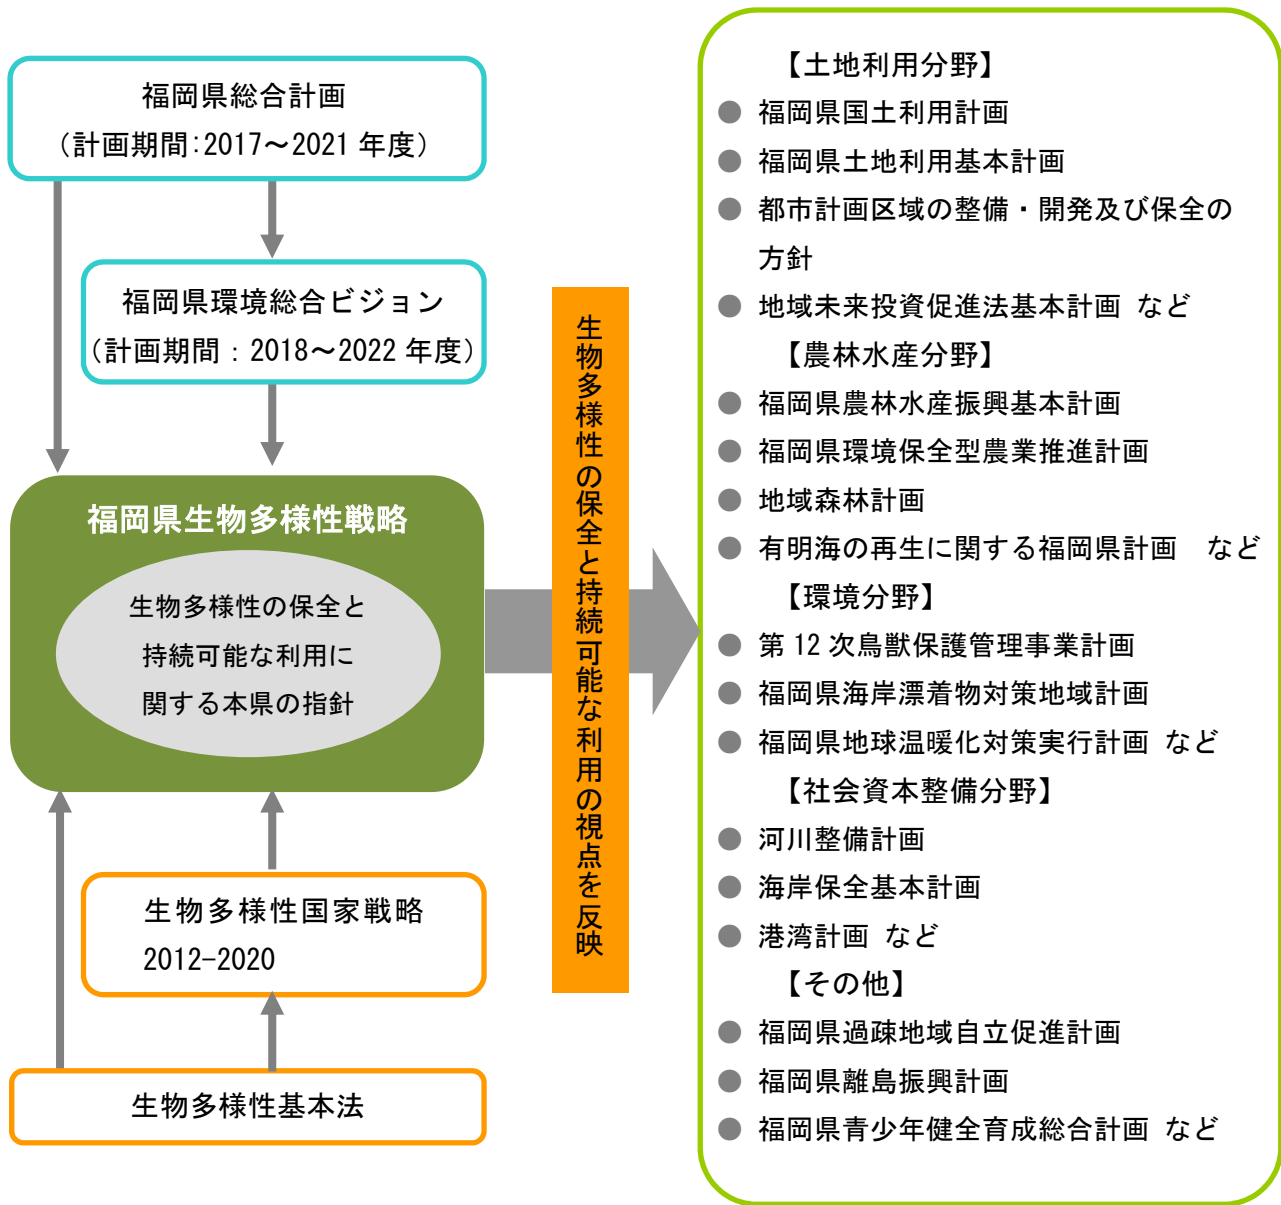 福岡県総合計画
（計画期間：2017～2021 年度）
福岡県環境総合ビジョン
（計画期間：2018～2022 年度）
福岡県生物多様性戦略
生物多様性の保全と
持続可能な利用に
関する本県の指針
生物多様性国家戦略
2012-2020
生物多様性基本法
生物多様性の保全と持続可能な利用の視点を反映
【土地利用分野】
● 福岡県国土利用計画
● 福岡県土地利用基本計画
● 都市計画区域の整備・開発及び保全の
方針
● 地域未来投資促進法基本計画 など
【農林水産分野】
● 福岡県農林水産振興基本計画
● 福岡県環境保全型農業推進計画
● 地域森林計画
● 有明海の再生に関する福岡県計画　など
【環境分野】
● 第 12 次鳥獣保護管理事業計画
● 福岡県海岸漂着物対策地域計画
● 福岡県地球温暖化対策実行計画 など
【社会資本整備分野】
● 河川整備計画
● 海岸保全基本計画
● 港湾計画 など
【その他】
● 福岡県過疎地域自立促進計画
● 福岡県離島振興計画
● 福岡県青少年健全育成総合計画 など